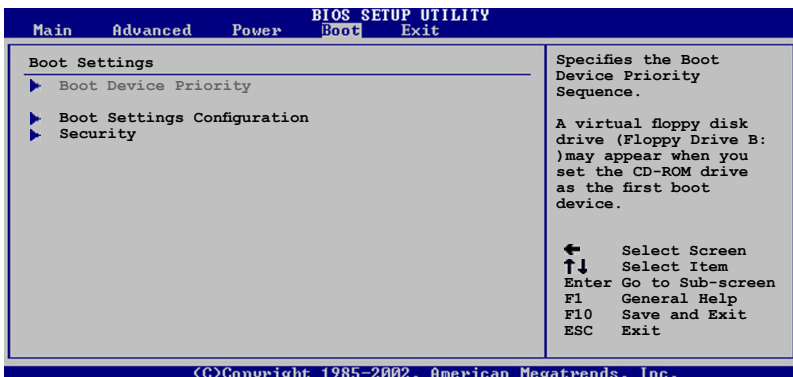 BIOS SETUP UTILITY
Main Advanced Power Boot Exit
Boot Settings
Boot Device Priority
Boot Settings Configuration
Security
Specifies the Boot
Device Priority
Sequence.
A virtual floppy disk
drive (Floppy Drive B:
)may appear when you
set the CD-ROM drive
as the first boot
device.
← Select Screen
↑↓ Select Item
Enter Go to Sub-screen
F1 General Help
F10 Save and Exit
ESC Exit
(C)Copyright 1985-2002, American Megatrends, Inc.